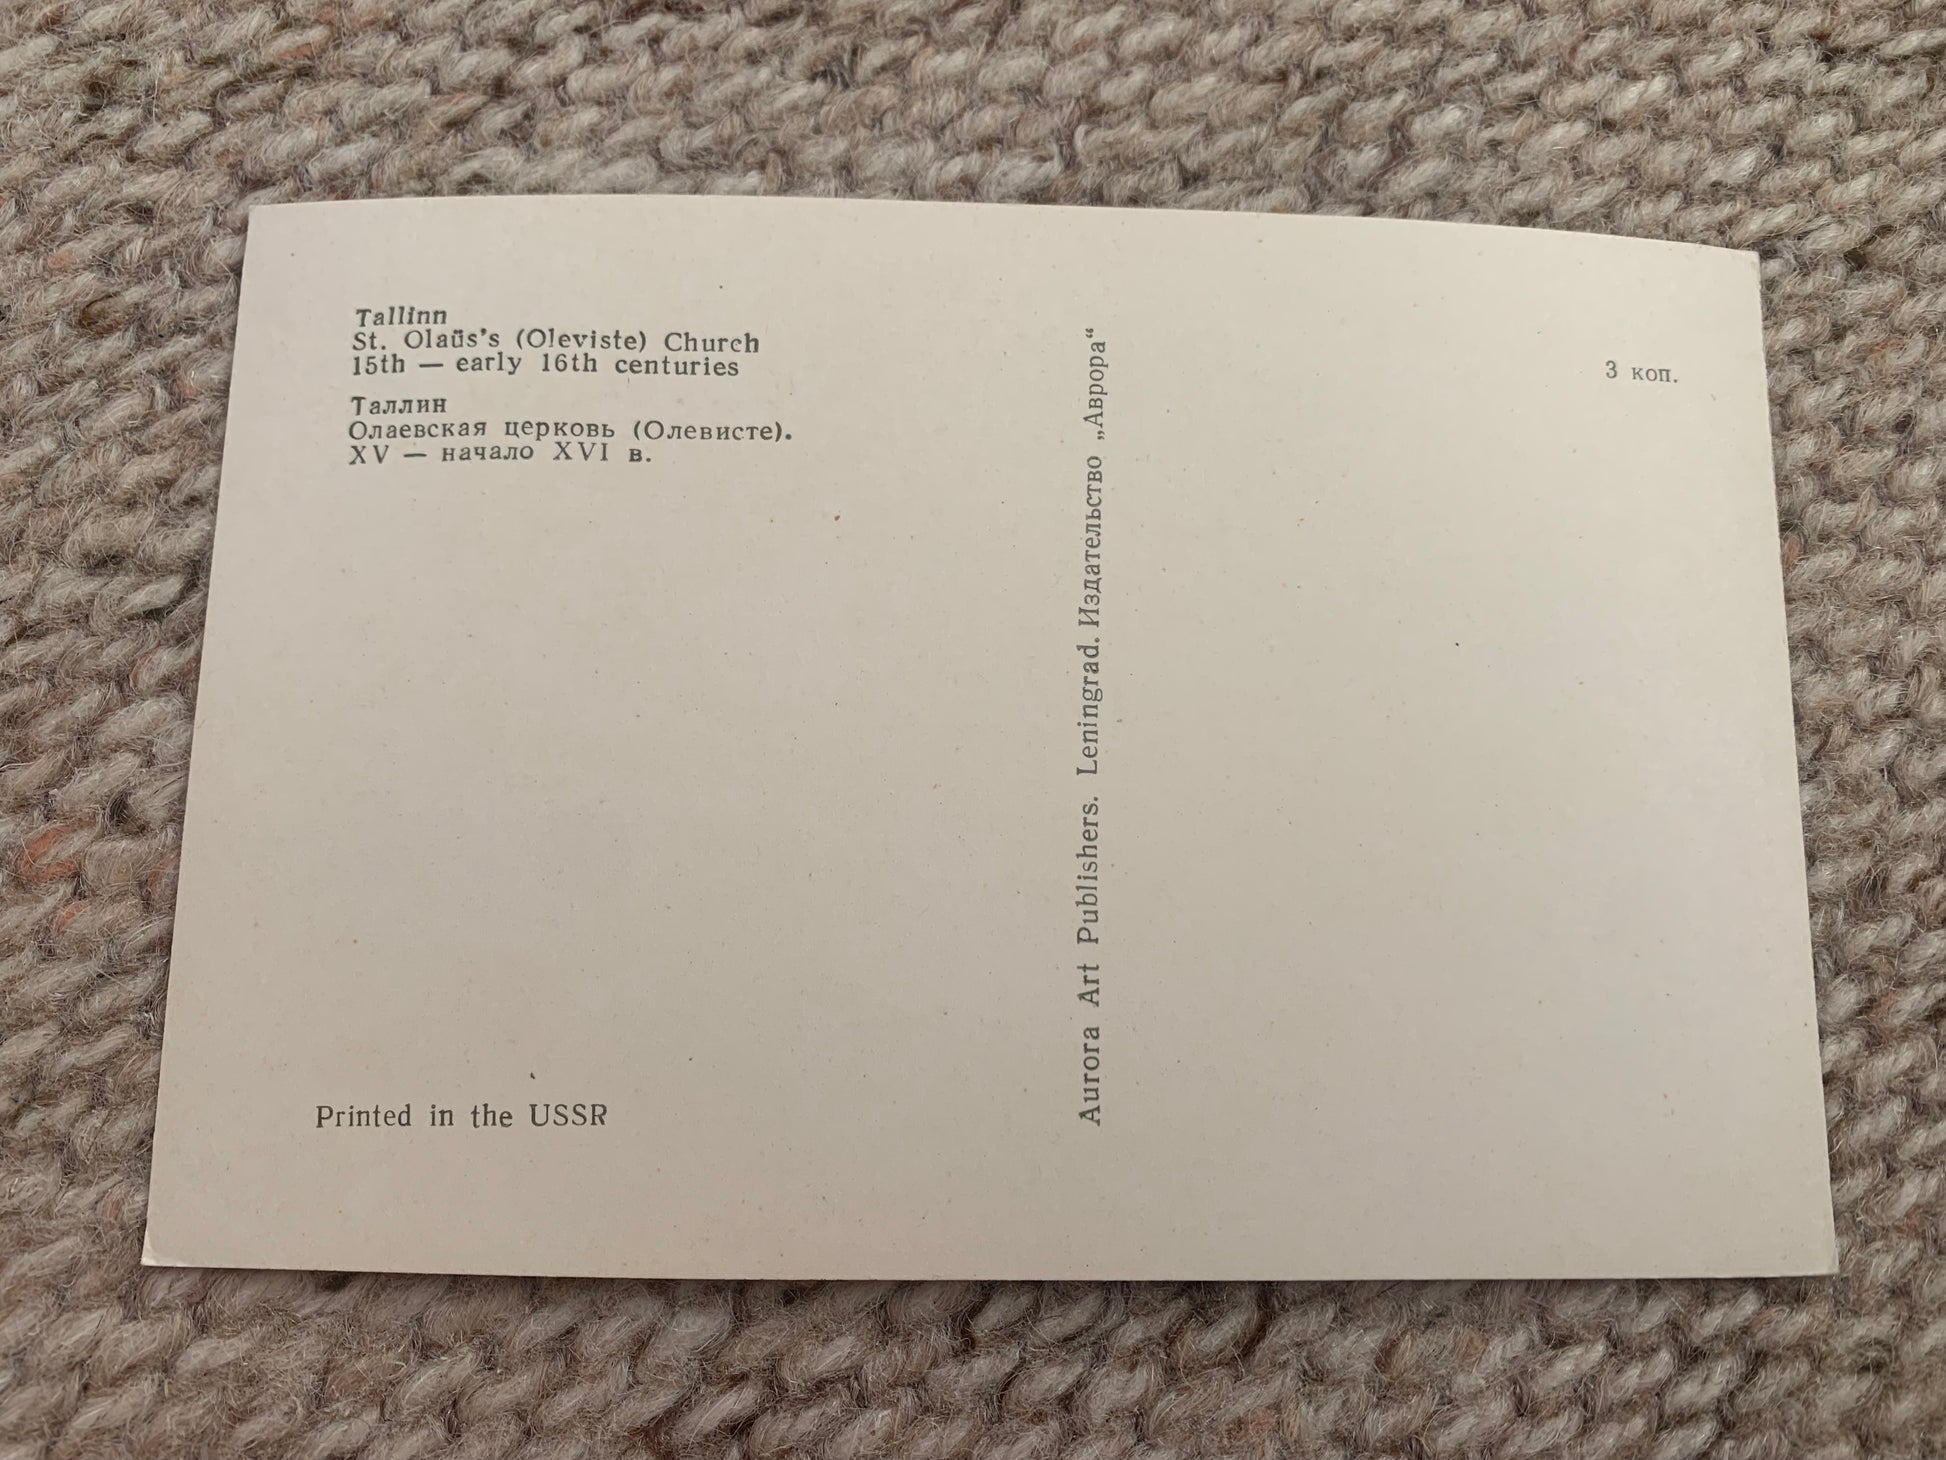 Tallinn
St. Olaüs's (Oleviste) Church
15th — early 16th centuries
Таллин
Олаевская церковь (Олевисте).
XV — начало XVI в.
Printed in the USSR
Aurora Art Publishers. Leningrad. Издательство „Аврора“
3 коп.